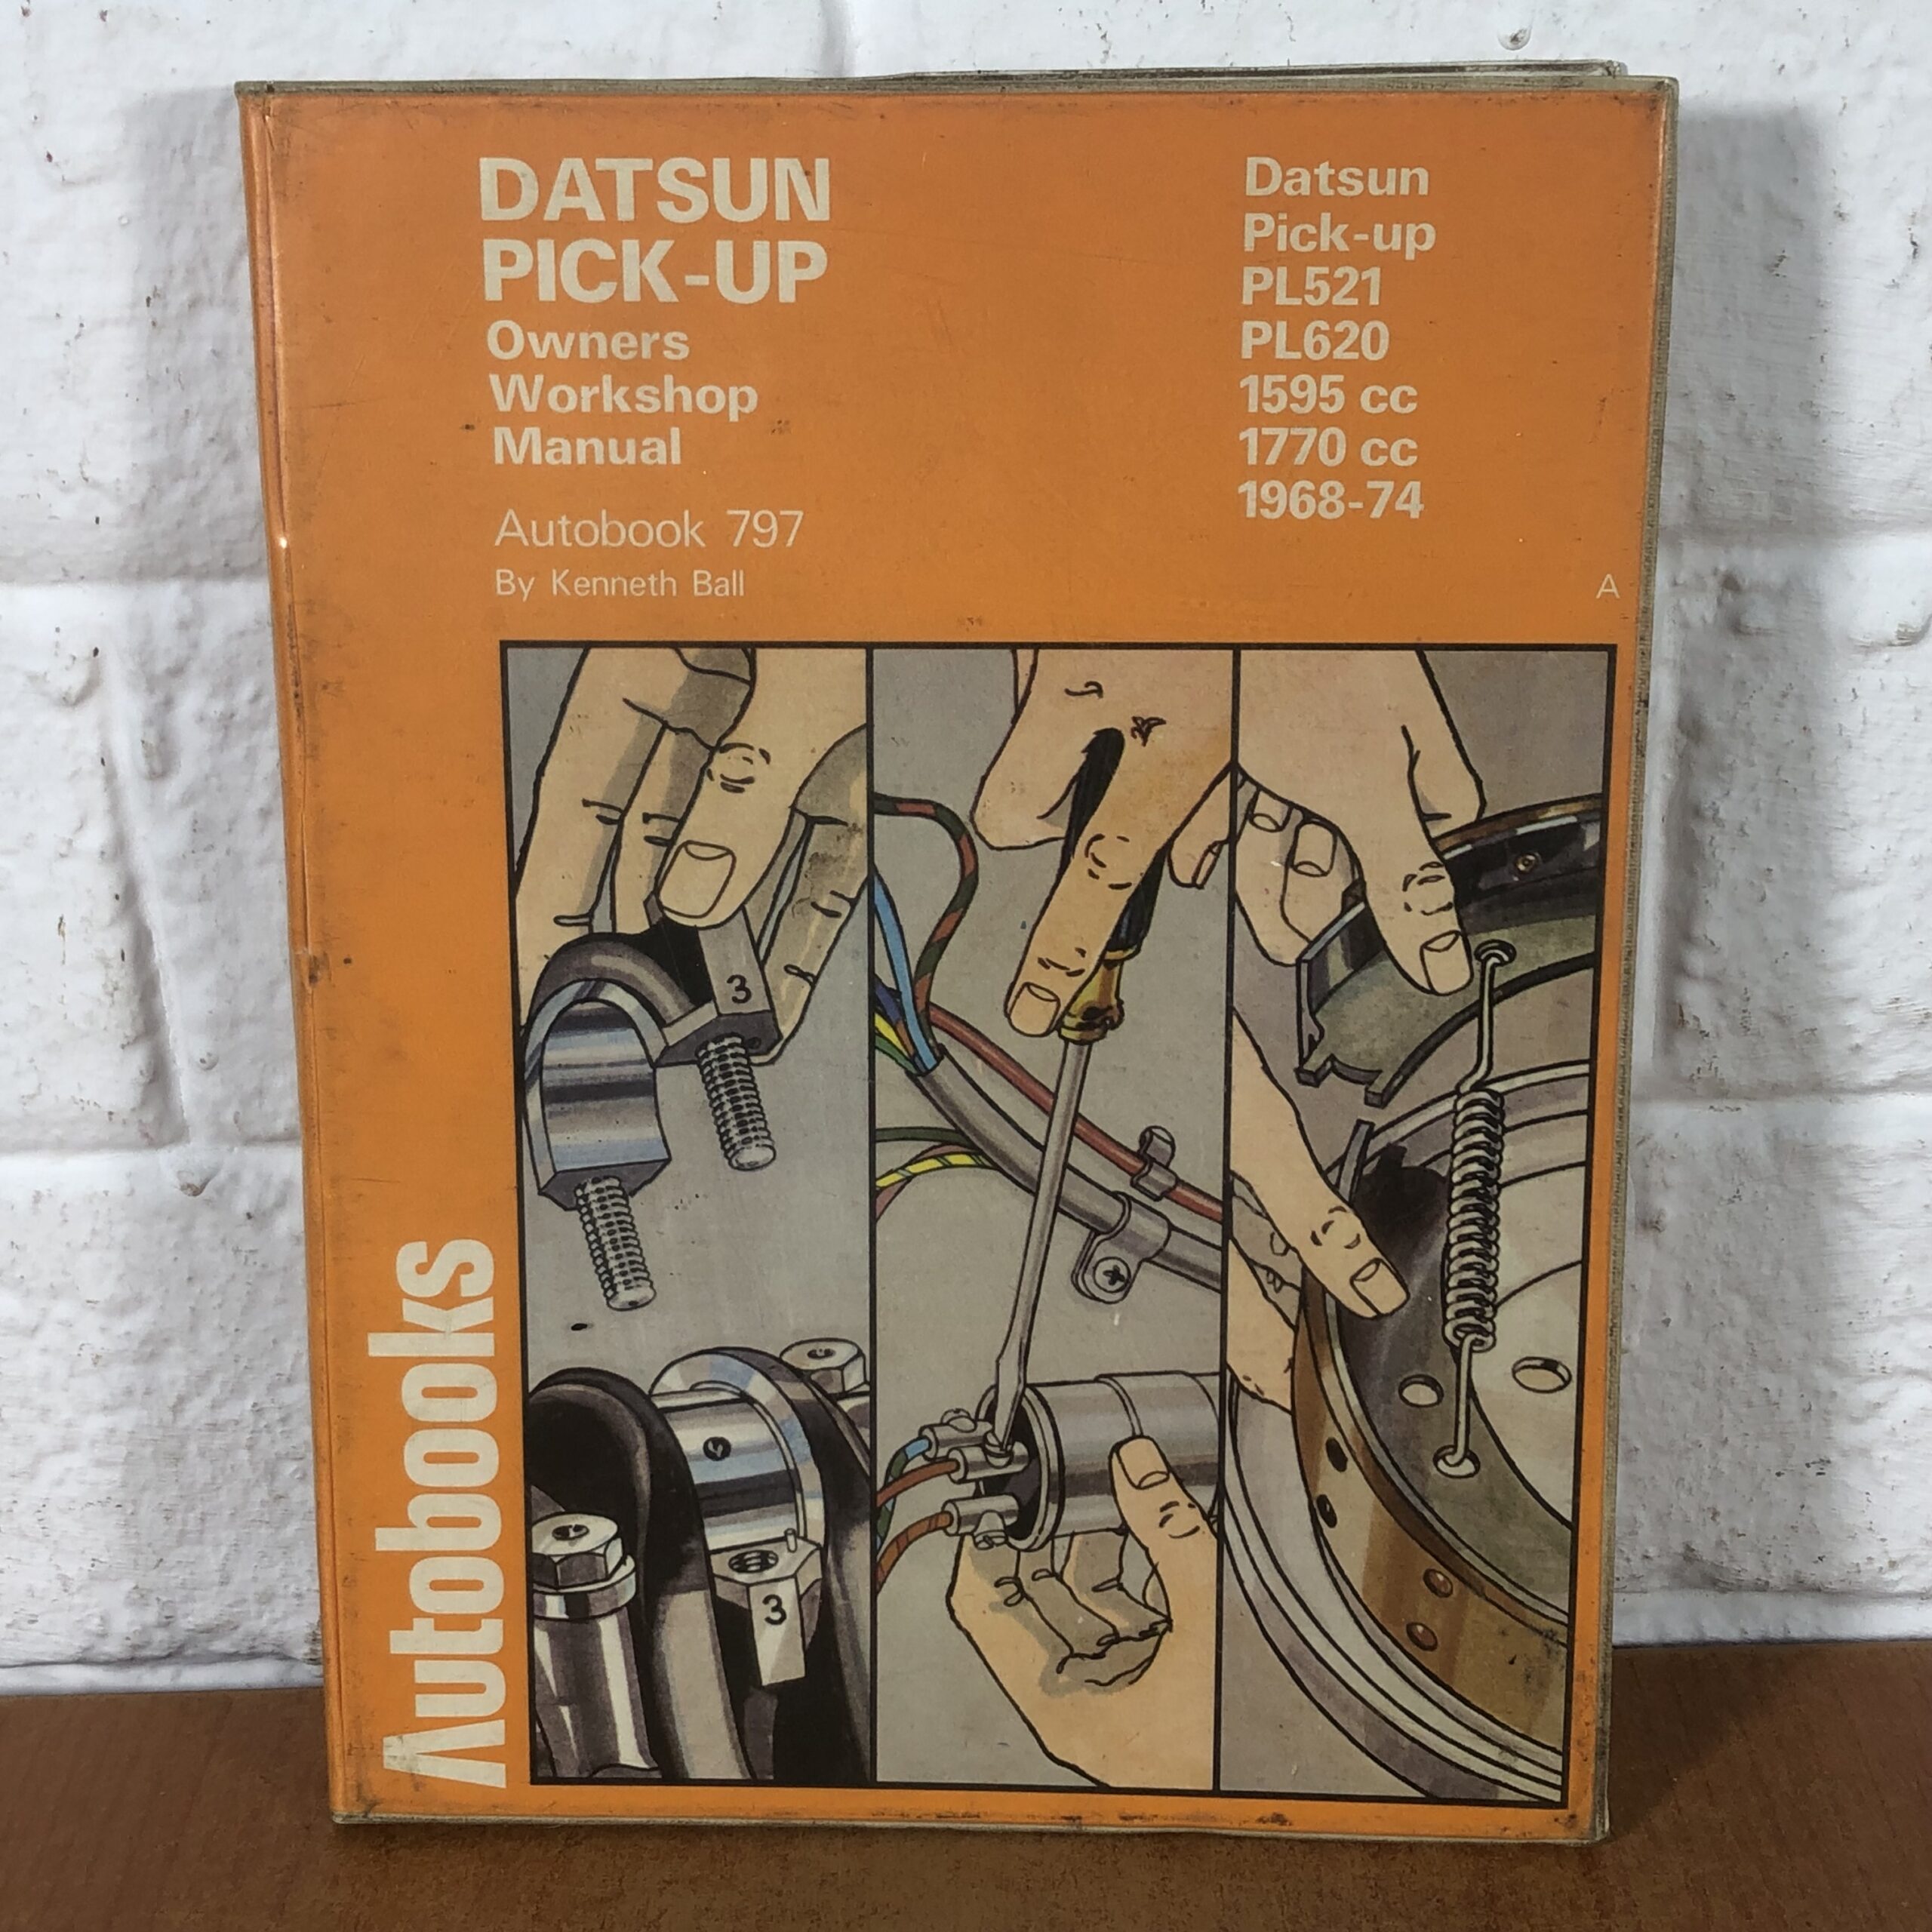 DATSUN
PICK-UP
Owners
Workshop
Manual
Autobook 797
By Kenneth Ball
Datsun
Pick-up
PL521
PL620
1595 cc
1770 cc
1968-74
A
3
3
Autobooks